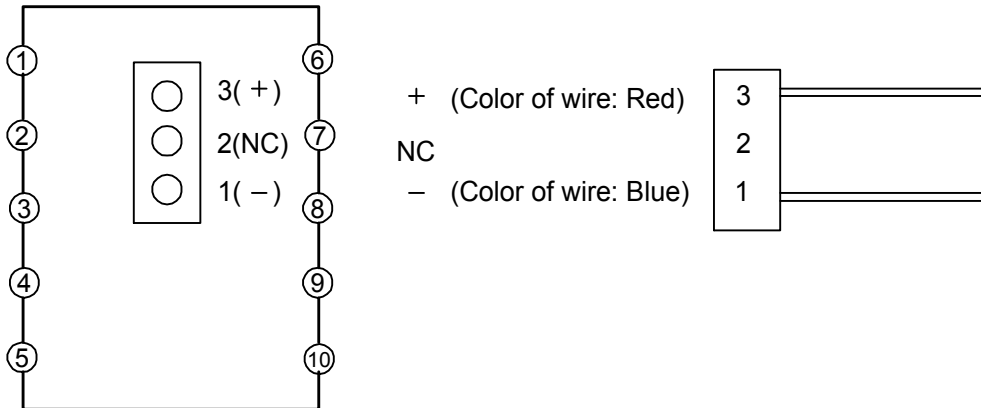 ① ⑥
3( + ) + (Color of wire: Red) 3
② 2(NC) ⑦ NC 2
1( − ) − (Color of wire: Blue) 1
③ ⑧
④ ⑨
⑤ ⑩